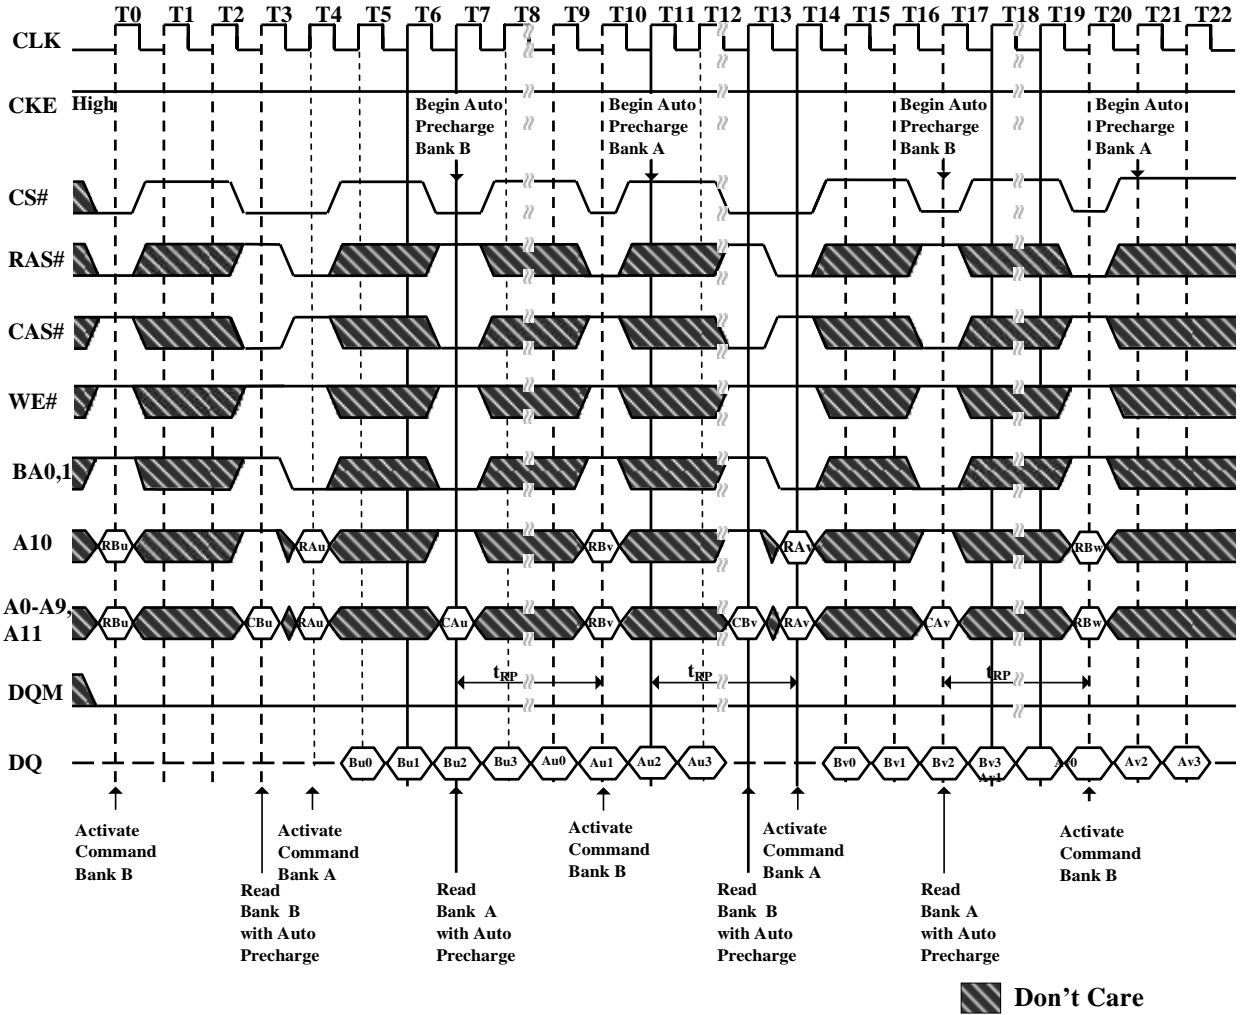 T0 T1 T2 T3 T4 T5 T6 T7 T8 T9 T10 T11 T12 T13 T14 T15 T16 T17 T18 T19 T20 T21 T22
CLK
CKE High
Begin Auto
Precharge
Bank B
Begin Auto
Precharge
Bank A
Begin Auto
Precharge
Bank B
Begin Auto
Precharge
Bank A
CS#
RAS#
CAS#
WE#
BA0,1
A10 RBu RAu RBv RAv RBw
A0-A9,
A11
RBu CBu RAu CAu RBv CBv RAv CAv RBw
tRP tRP tRP
DQM
DQ Bu0 Bu1 Bu2 Bu3 Au0 Au1 Au2 Au3 Bv0 Bv1 Bv2 Bv3 Av0 Av2 Av3
Av1
Activate
Command
Bank B
Activate
Command
Bank A
Activate
Command
Bank B
Activate
Command
Bank A
Activate
Command
Bank B
Read
Bank B
with Auto
Precharge
Read
Bank A
with Auto
Precharge
Read
Bank B
with Auto
Precharge
Read
Bank A
with Auto
Precharge
Don't Care